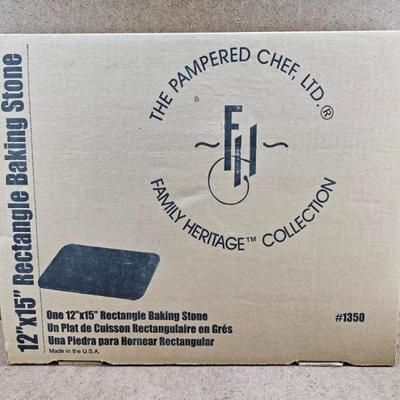 12"x15" Rectangle Baking Stone
THE PAMPERED CHEF, LTD.®
FH
FAMILY HERITAGE™ COLLECTION
One 12"x15" Rectangle Baking Stone
#1350
Un Plat de Cuisson Rectangulaire en Grés
Una Piedra para Hornear Rectangular
Made in the U.S.A.